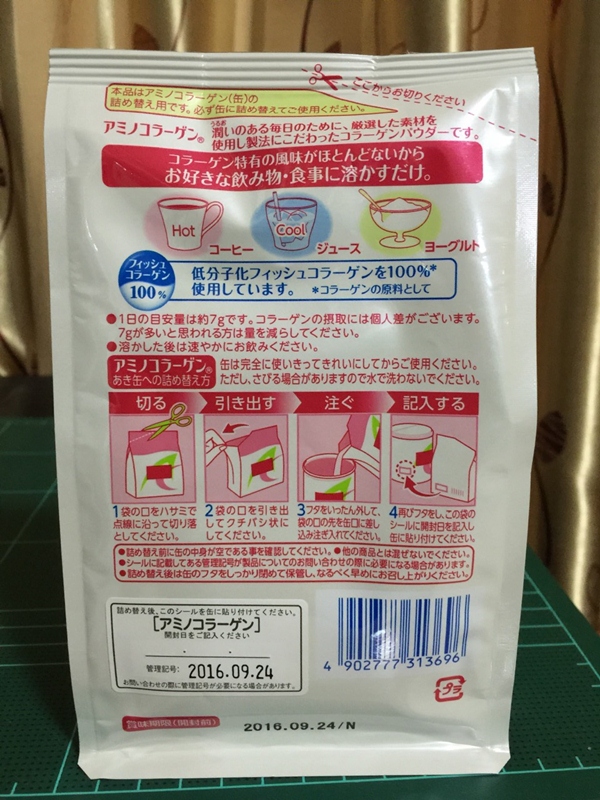 ここからお切りください
本品はアミノコラーゲン(缶)の
詰め替え用です。必ず缶に詰め替えてご使用ください。
アミノコラーゲン® 潤いのある毎日のために、厳選した素材を
うるお
使用し製法にこだわったコラーゲンパウダーです。
コラーゲン特有の風味がほとんどないから
お好きな飲み物・食事に溶かすだけ。
Hot
コーヒー
Cool
ジュース
ヨーグルト
フィッシュ
コラーゲン
100%
低分子化フィッシュコラーゲンを100%*
使用しています。 *コラーゲンの原料として
●1日の目安量は約7gです。コラーゲンの摂取には個人差がございます。
7gが多いと思われる方は量を減らしてください。
●溶かした後は速やかにお飲みください。
アミノコラーゲン®
あき缶への詰め替え方
缶は完全に使いきってきれいにしてからご使用ください。
ただし、さびる場合がありますので水で洗わないでください。
切る
引き出す
注ぐ
記入する
1袋の口をハサミで
点線に沿って切り落
としてください。
2袋の口を引き出
してクチバシ状に
してください。
3フタをいったん外して、
袋の口の先を缶口に差し
込み注ぎ入れてください。
4再びフタをし、この袋の
シールに開封日を記入し
缶に貼り付けてください。
●詰め替え前に缶の中身が空である事を確認してください。●他の商品とは混ぜないでください。
●シールに記載してある管理記号が製品についてのお問い合わせの際に必要になる場合があります。
●詰め替え後は缶のフタをしっかり閉めて保管し、なるべく早めにお召し上がりください。
詰め替え後、このシールを缶に貼り付けてください。
[アミノコラーゲン]
開封日をご記入ください
. .
管理記号: 2016.09.24
お問い合わせの際に管理記号が必要になる場合があります。
4 902777 313696
プラ
賞味期限(開封前)
2016.09.24/N